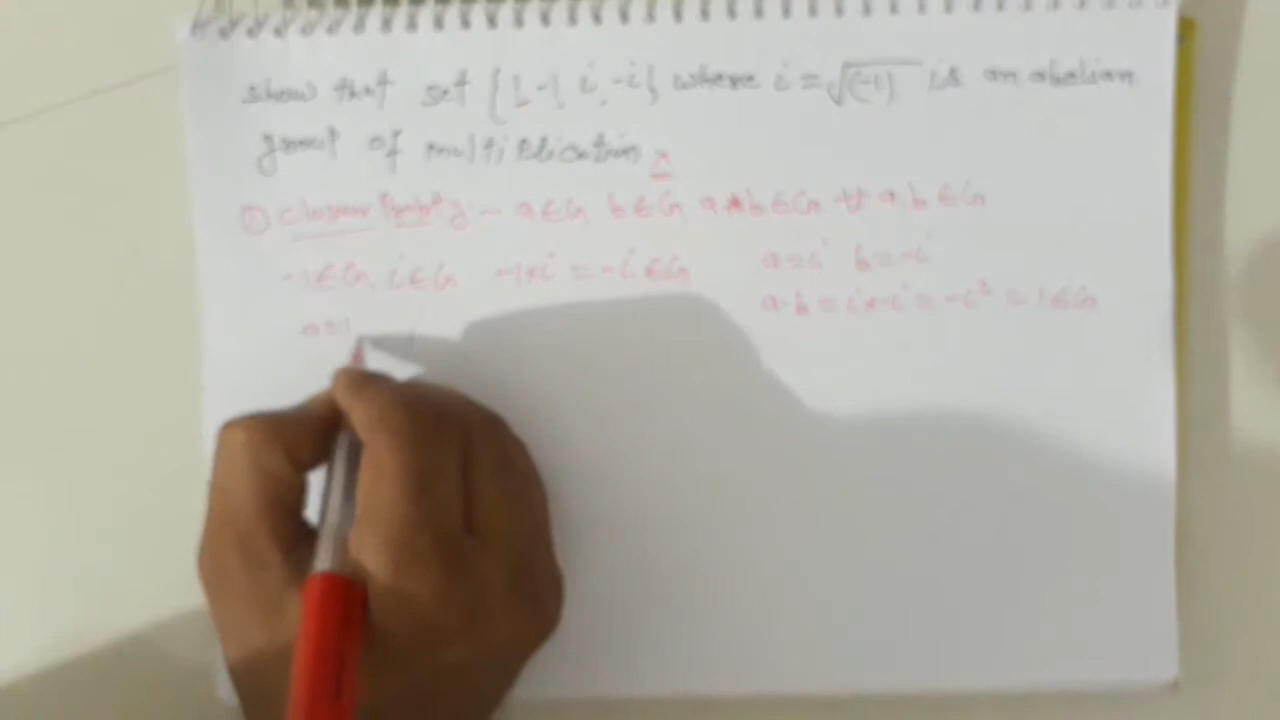 show that set {1, -1, i, -i} where i = √(-1) is an abelian
group of multiplication ×
① closure - a ∈ G, b ∈ G a * b ∈ G ∀ a, b ∈ G
-1 ∈ G, i ∈ G -1 × i = -i ∈ G
a = i b = -i
a · b = i × -i = -i² = 1 ∈ G
a = 1